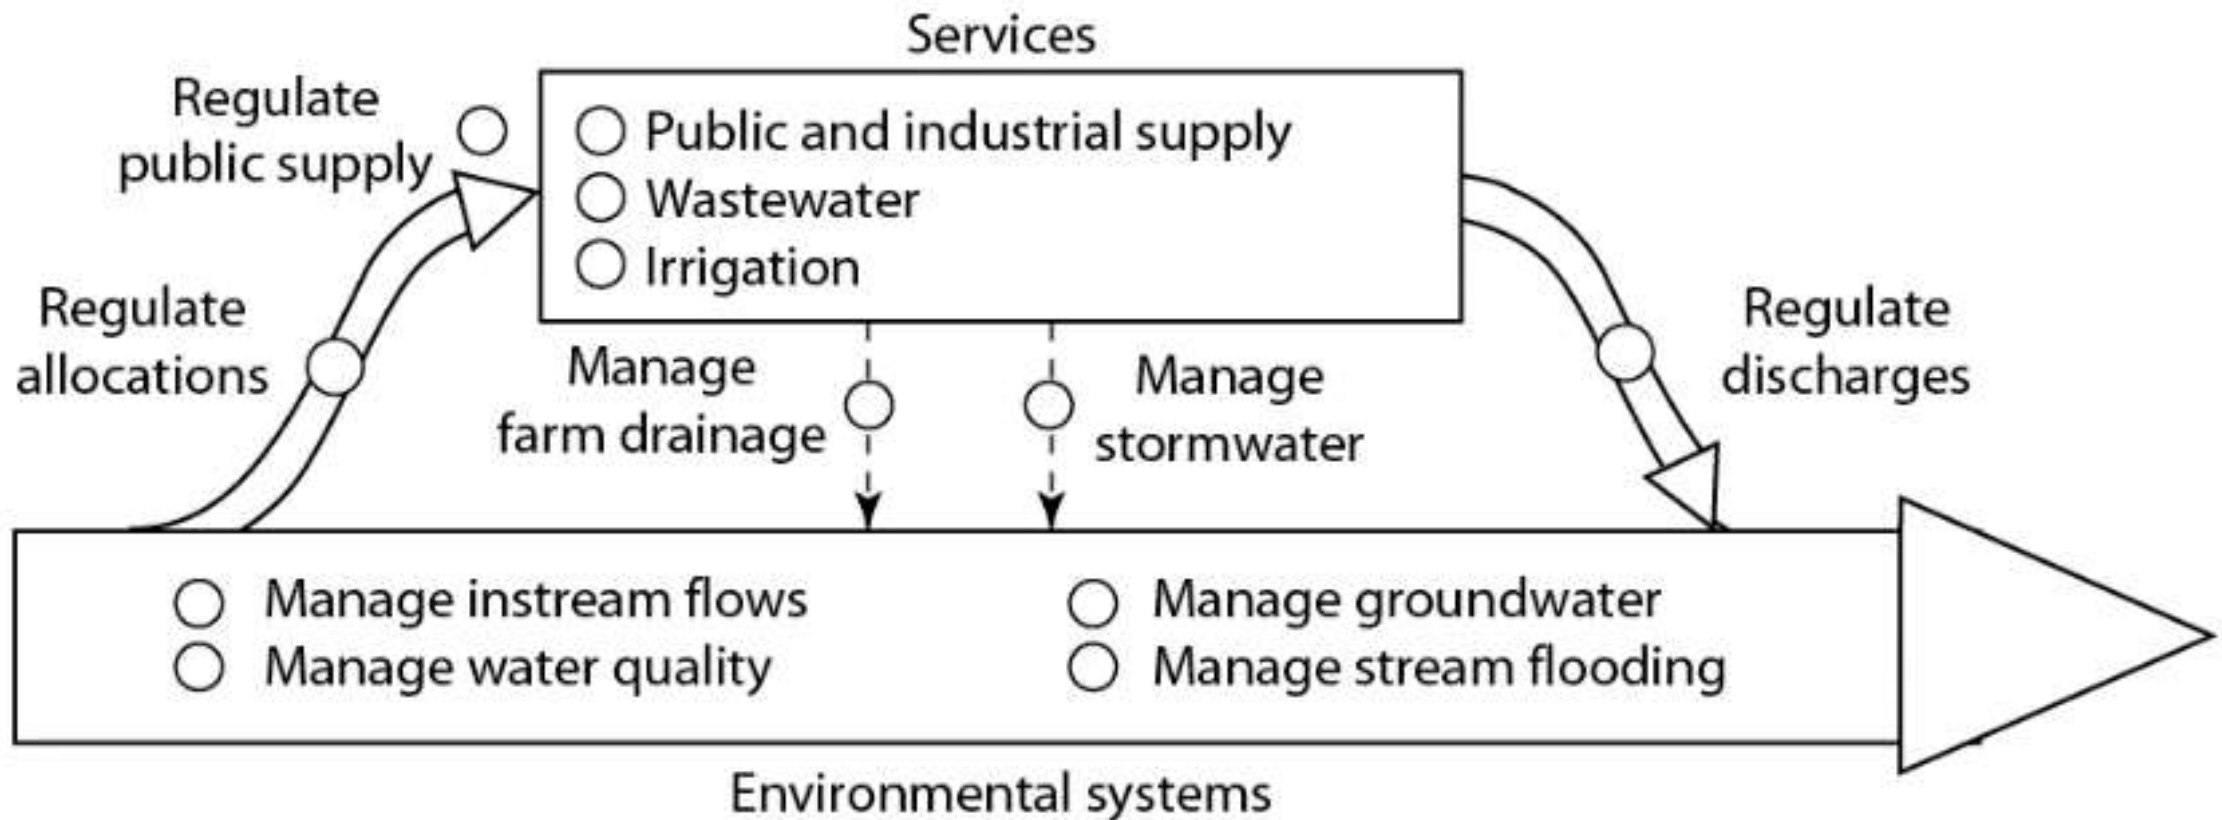 Services
Regulate
public supply
Public and industrial supply
Wastewater
Irrigation
Regulate
allocations
Manage
farm drainage
Manage
stormwater
Regulate
discharges
Manage instream flows
Manage water quality
Manage groundwater
Manage stream flooding
Environmental systems